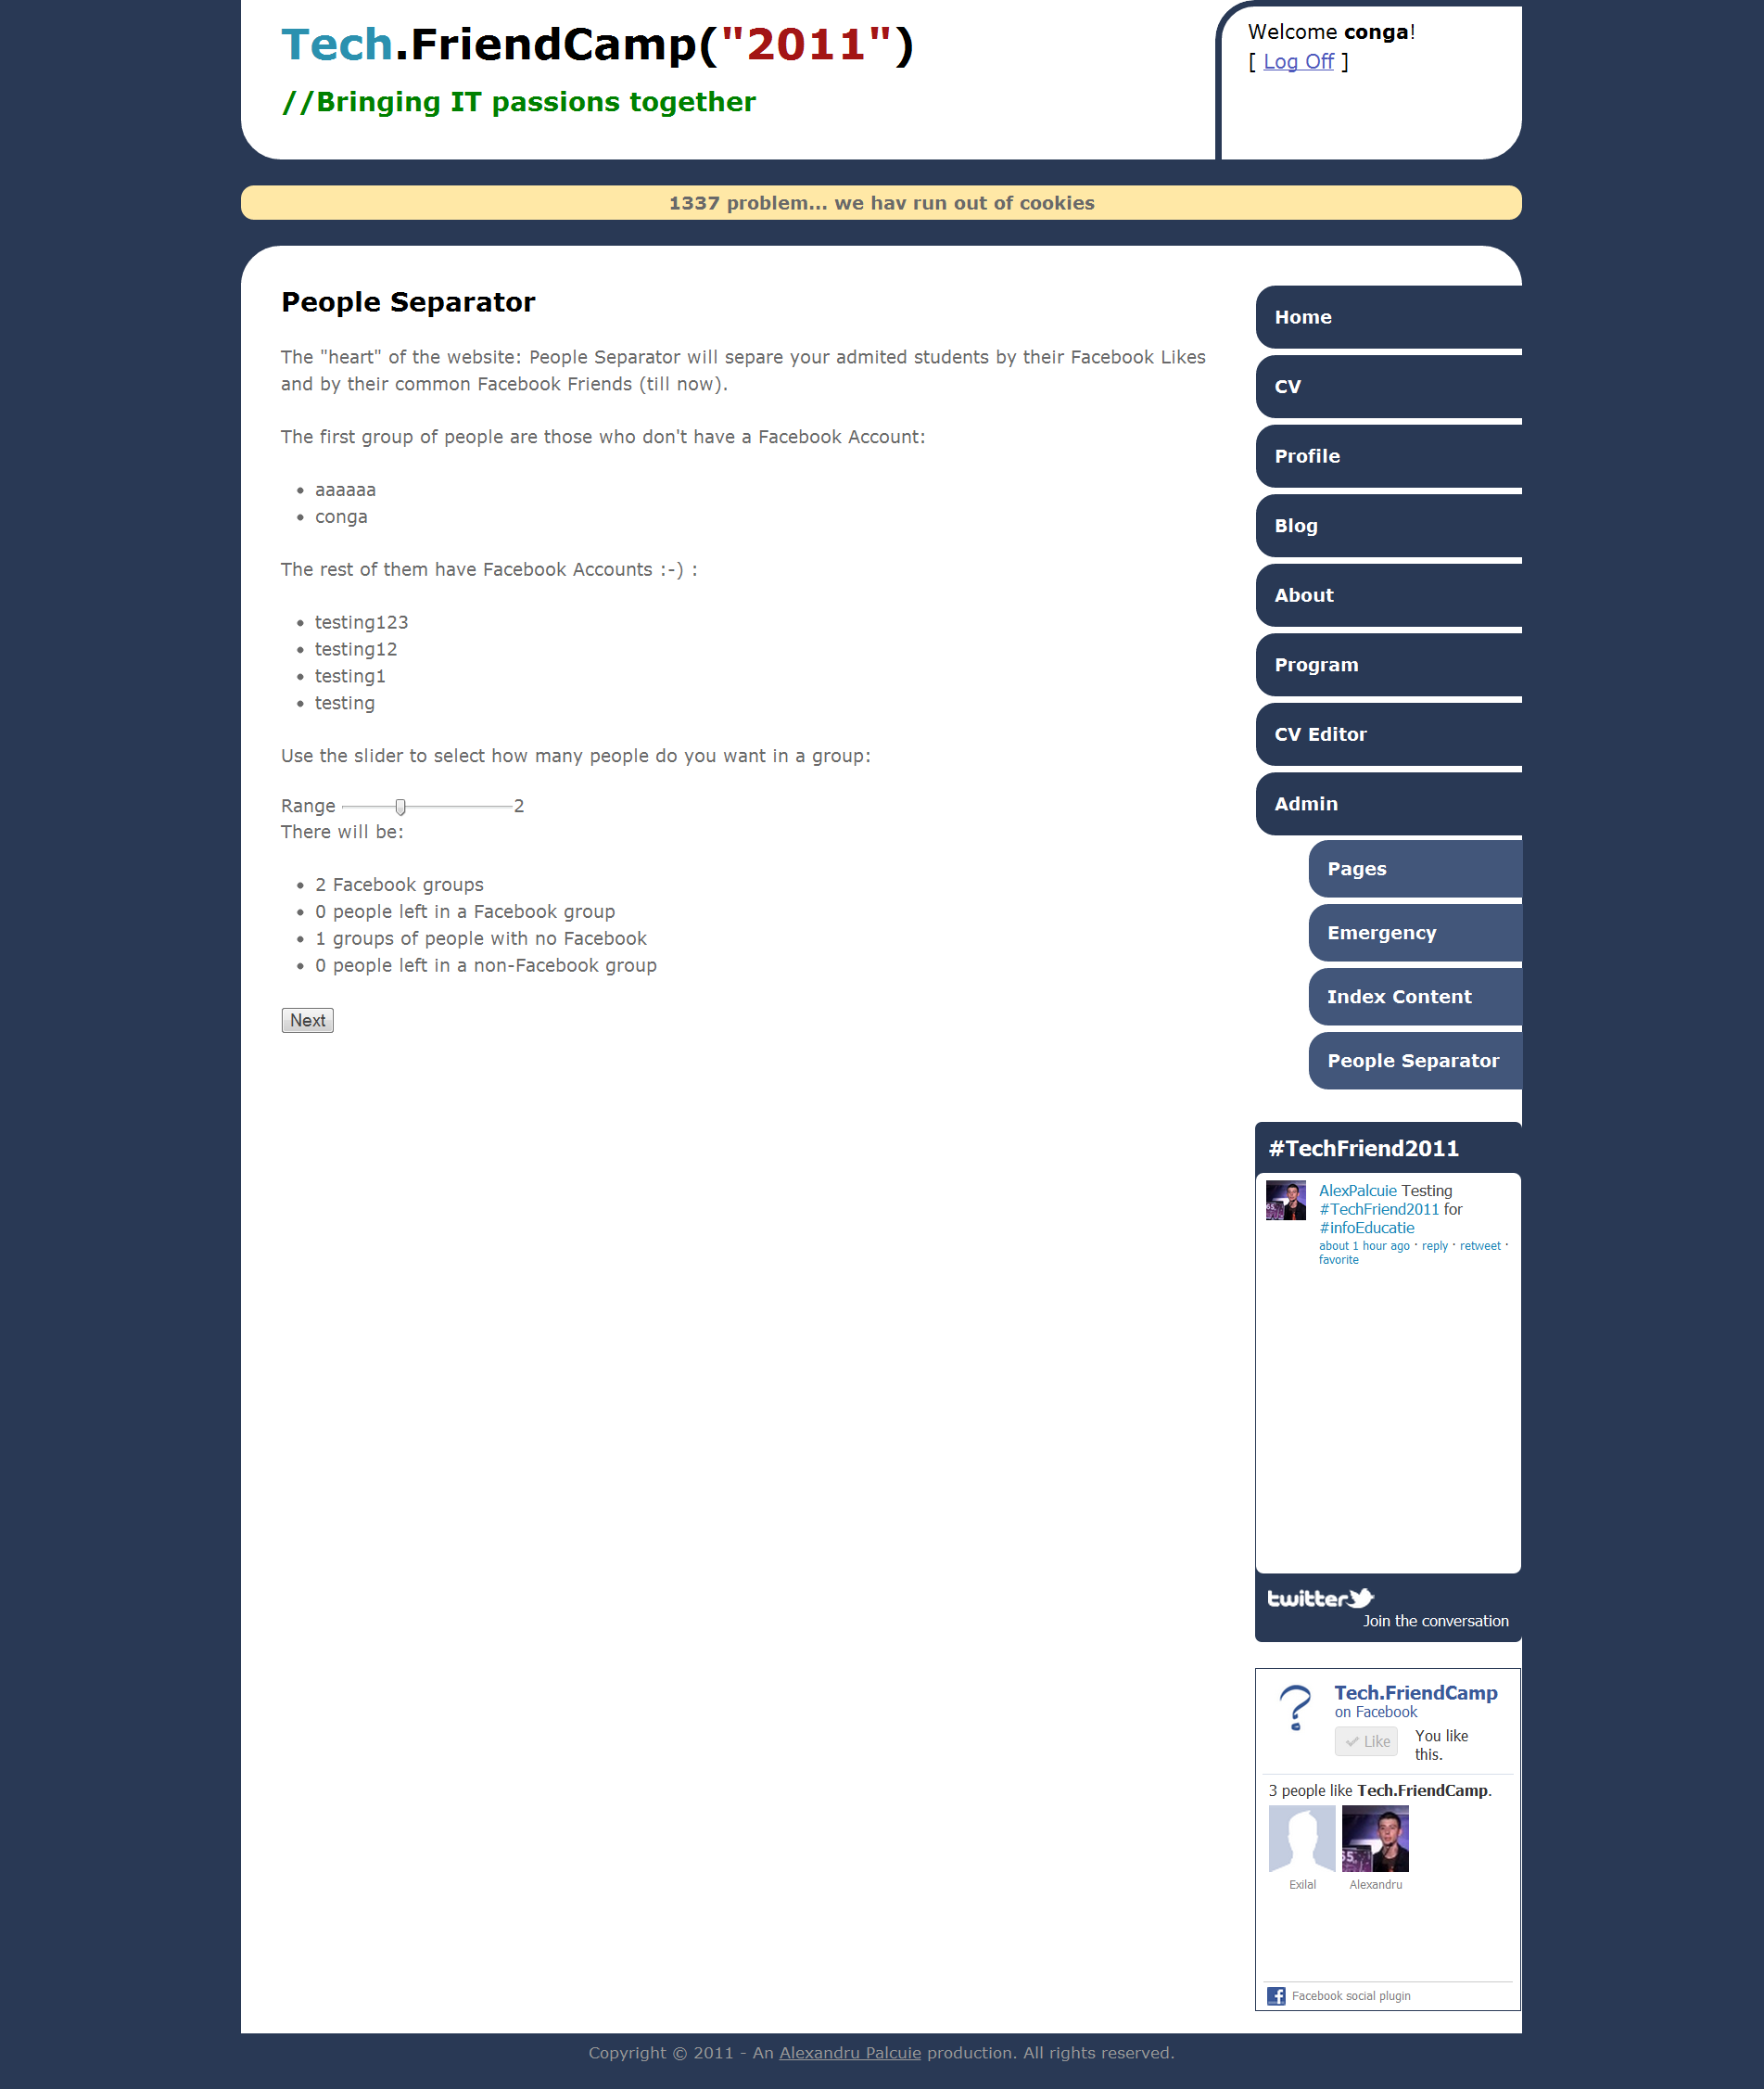 Tech.FriendCamp("2011")
//Bringing IT passions together
Welcome conga!
[ Log Off ]
1337 problem... we hav run out of cookies
People Separator
The "heart" of the website: People Separator will separe your admited students by their Facebook Likes
and by their common Facebook Friends (till now).
The first group of people are those who don't have a Facebook Account:
• aaaaaa
• conga
The rest of them have Facebook Accounts :-) :
• testing123
• testing12
• testing1
• testing
Use the slider to select how many people do you want in a group:
Range 2
There will be:
• 2 Facebook groups
• 0 people left in a Facebook group
• 1 groups of people with no Facebook
• 0 people left in a non-Facebook group
Next
Home
CV
Profile
Blog
About
Program
CV Editor
Admin
Pages
Emergency
Index Content
People Separator
#TechFriend2011
AlexPalcuie Testing
#TechFriend2011 for
#infoEducatie
about 1 hour ago · reply · retweet ·
favorite
twitter
Join the conversation
?
Tech.FriendCamp
on Facebook
Like
You like
this.
3 people like Tech.FriendCamp.
Exilal
Alexandru
f Facebook social plugin
Copyright © 2011 - An Alexandru Palcuie production. All rights reserved.